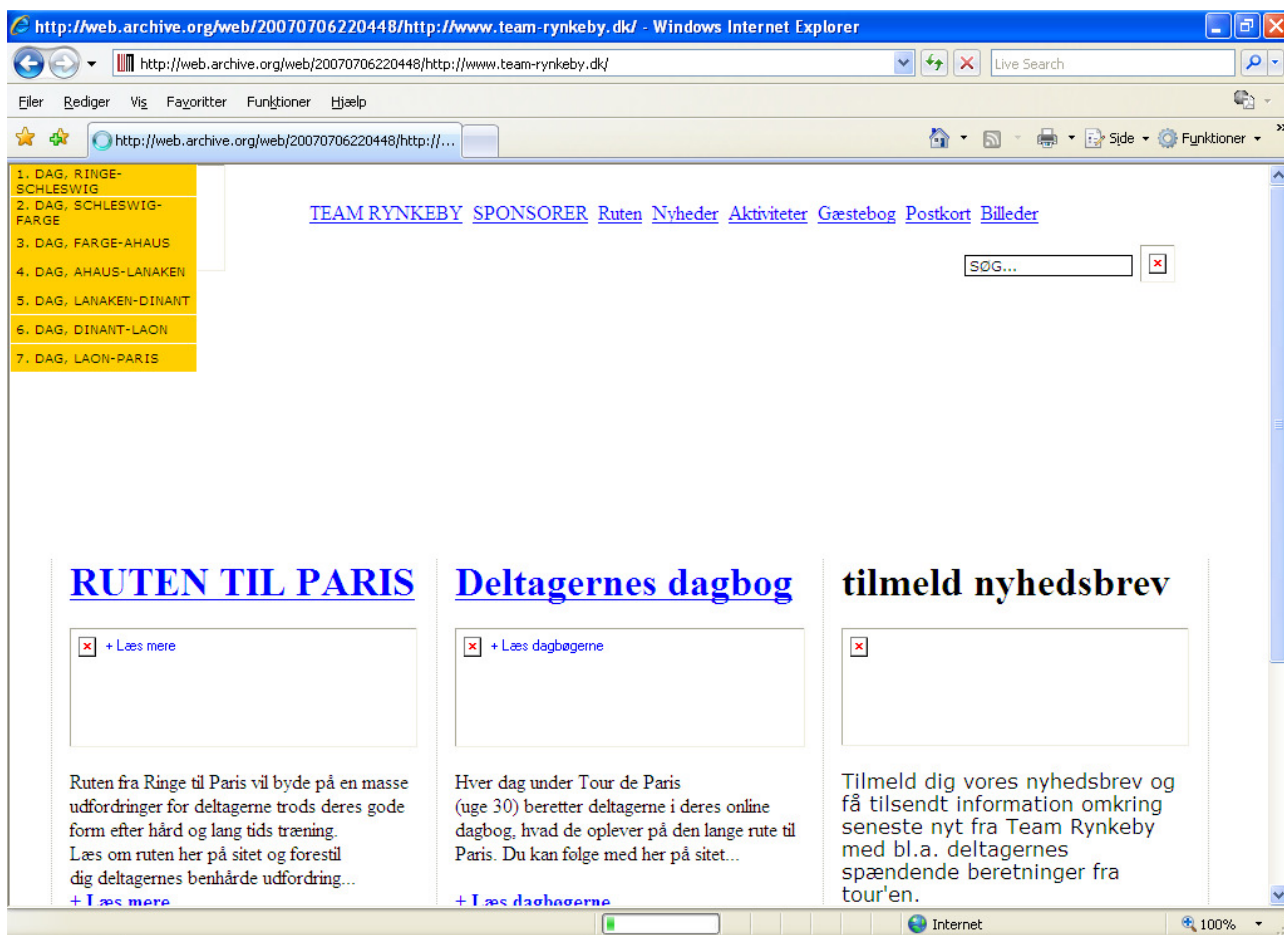 http://web.archive.org/web/20070706220448/http://www.team-rynkeby.dk/ - Windows Internet Explorer
http://web.archive.org/web/20070706220448/http://www.team-rynkeby.dk/
Live Search
Filer Rediger Vis Favoritter Funktioner Hjælp
http://web.archive.org/web/20070706220448/http://...
Side Funktioner »
1. DAG, RINGE-
SCHLESWIG
2. DAG, SCHLESWIG-
FARGE
3. DAG, FARGE-AHAUS
4. DAG, AHAUS-LANAKEN
5. DAG, LANAKEN-DINANT
6. DAG, DINANT-LAON
7. DAG, LAON-PARIS
TEAM RYNKEBY SPONSORER Ruten Nyheder Aktiviteter Gæstebog Postkort Billeder
SØG...
RUTEN TIL PARIS
+ Læs mere
Ruten fra Ringe til Paris vil byde på en masse
udfordringer for deltagerne trods deres gode
form efter hård og lang tids træning.
Læs om ruten her på sitet og forestil
dig deltagernes benhårde udfordring...
+ Læs mere
Deltagernes dagbog
+ Læs dagbøgerne
Hver dag under Tour de Paris
(uge 30) beretter deltagerne i deres online
dagbog, hvad de oplever på den lange rute til
Paris. Du kan følge med her på sitet...
+ Læs dagbøgerne
tilmeld nyhedsbrev
Tilmeld dig vores nyhedsbrev og
få tilsendt information omkring
seneste nyt fra Team Rynkeby
med bl.a. deltagernes
spændende beretninger fra
tour'en.
Internet
100%